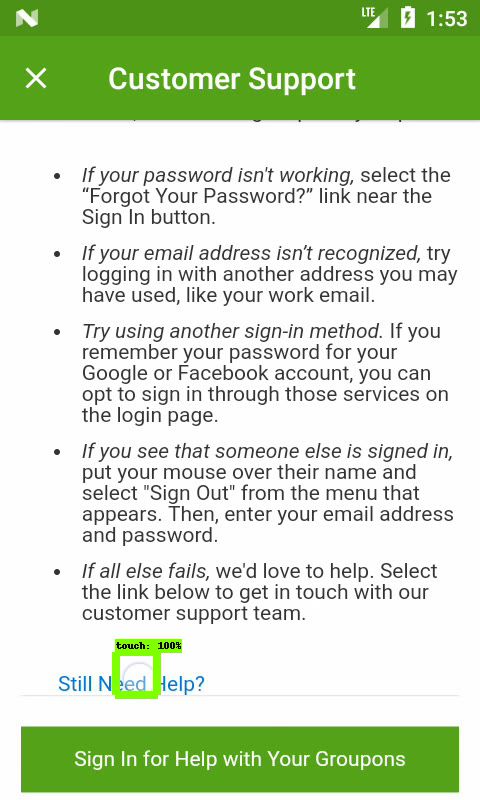 LTE 1:53
Customer Support
• If your password isn't working, select the
“Forgot Your Password?” link near the
Sign In button.
• If your email address isn’t recognized, try
logging in with another address you may
have used, like your work email.
• Try using another sign-in method. If you
remember your password for your
Google or Facebook account, you can
opt to sign in through those services on
the login page.
• If you see that someone else is signed in,
put your mouse over their name and
select "Sign Out" from the menu that
appears. Then, enter your email address
and password.
• If all else fails, we'd love to help. Select
the link below to get in touch with our
customer support team.
touch: 100%
Still Need Help?
Sign In for Help with Your Groupons